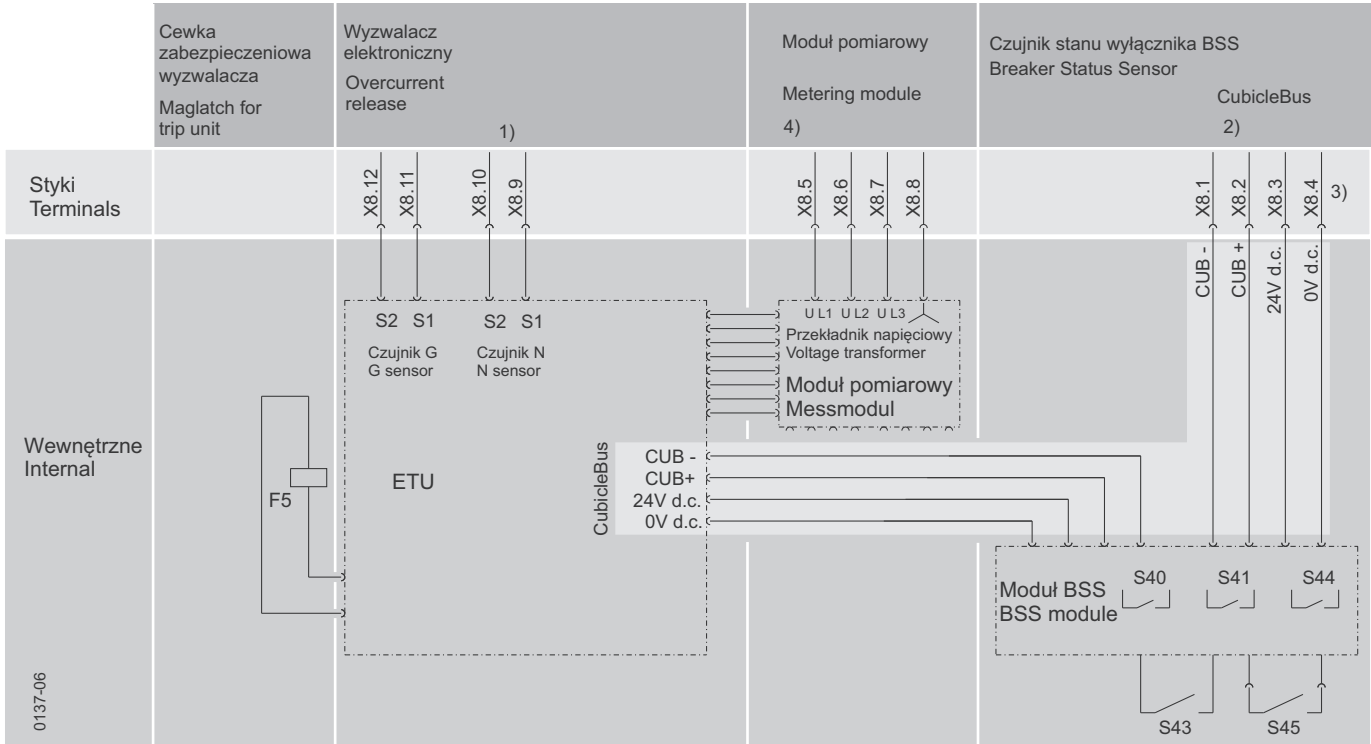 Cewka
zabezpieczeniowa
wyzwalacza
Maglatch for
trip unit
Wyzwalacz
elektroniczny
Overcurrent
release
1)
Moduł pomiarowy
Metering module
4)
Czujnik stanu wyłącznika BSS
Breaker Status Sensor
CubicleBus
2)
Styki
Terminals
X8.12
X8.11
X8.10
X8.9
X8.5
X8.6
X8.7
X8.8
X8.1
X8.2
X8.3
X8.4
3)
CUB -
CUB +
24V d.c.
0V d.c.
S2 S1 S2 S1
Czujnik G
G sensor
Czujnik N
N sensor
U L1 U L2 U L3
Przekładnik napięciowy
Voltage transformer
Moduł pomiarowy
Messmodul
Wewnętrzne
Internal
F5
ETU
CubicleBus
CUB -
CUB+
24V d.c.
0V d.c.
Moduł BSS
BSS module
S40 S41 S44
S43 S45
0137-06